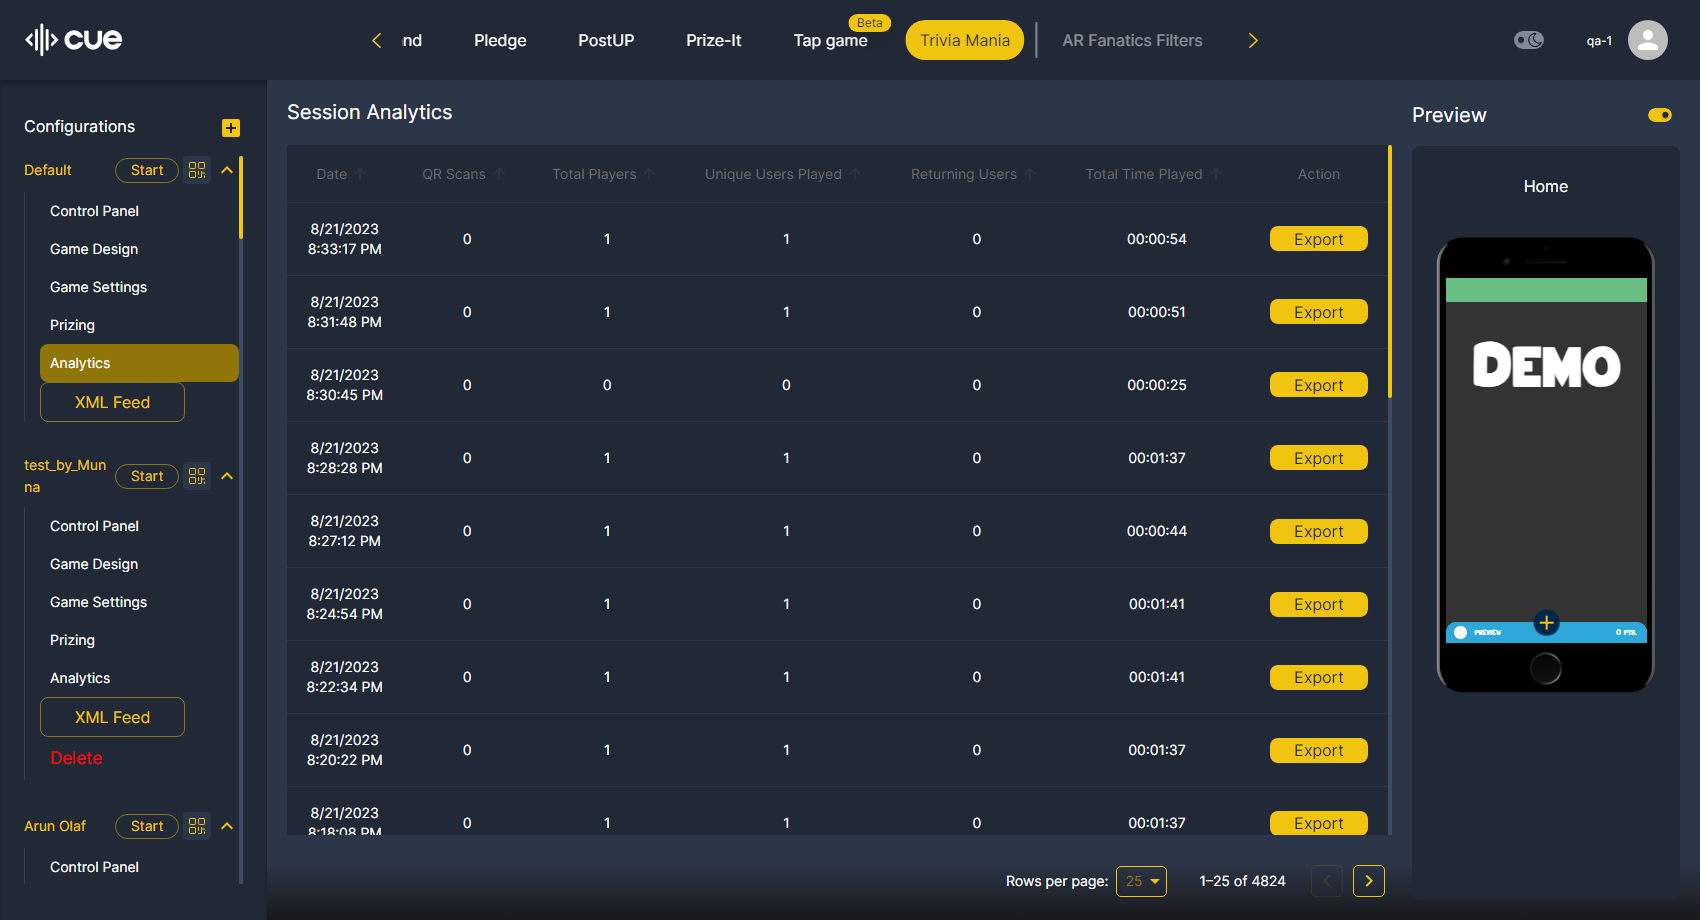 cue
nd
Pledge
PostUP
Prize-It
Tap game
Beta
Trivia Mania
AR Fanatics Filters
qa-1
Configurations
Default
Start
Control Panel
Game Design
Game Settings
Prizing
Analytics
XML Feed
test_by_Mun
na
Start
Control Panel
Game Design
Game Settings
Prizing
Analytics
XML Feed
Delete
Arun Olaf
Start
Control Panel
Session Analytics
Date QR Scans Total Players Unique Users Played Returning Users Total Time Played Action
8/21/2023
8:33:17 PM 0 1 1 0 00:00:54 Export
8/21/2023
8:31:48 PM 0 1 1 0 00:00:51 Export
8/21/2023
8:30:45 PM 0 0 0 0 00:00:25 Export
8/21/2023
8:28:28 PM 0 1 1 0 00:01:37 Export
8/21/2023
8:27:12 PM 0 1 1 0 00:00:44 Export
8/21/2023
8:24:54 PM 0 1 1 0 00:01:41 Export
8/21/2023
8:22:34 PM 0 1 1 0 00:01:41 Export
8/21/2023
8:20:22 PM 0 1 1 0 00:01:37 Export
8/21/2023
8:18:08 PM 0 1 1 0 00:01:37 Export
Rows per page: 25 1–25 of 4824
Preview
Home
DEMO
PREVIEW
0 PTS.